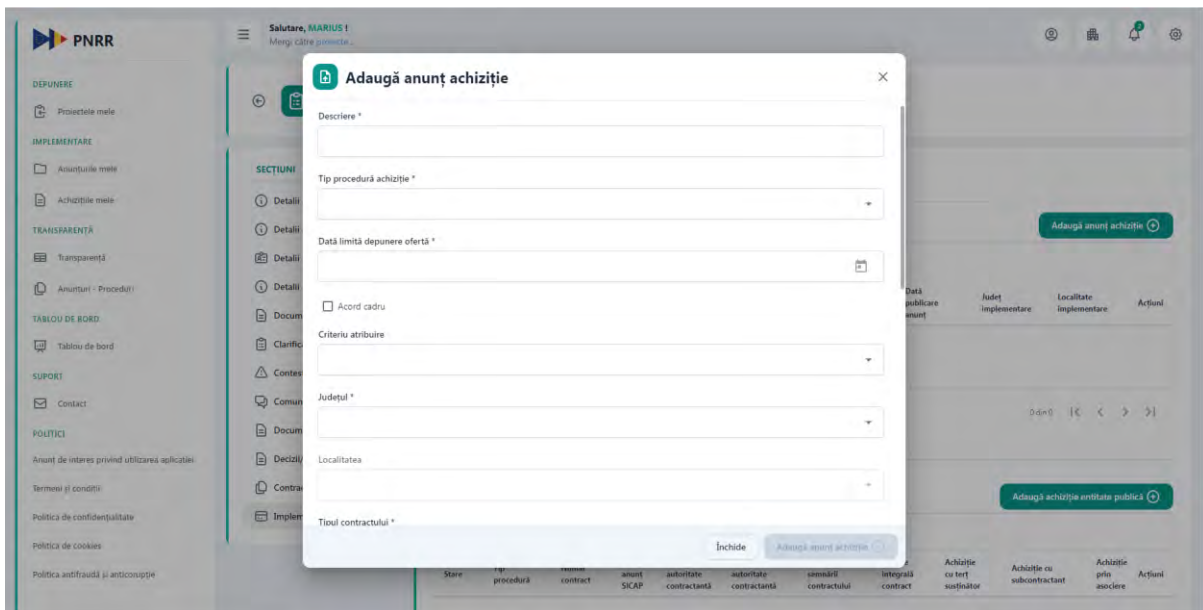 PNRR
Salutare, MARIUS !
Mergi către proiecte...
DEPUNERE
Proiectele mele
IMPLEMENTARE
Anunțurile mele
Achizițiile mele
TRANSPARENȚĂ
Transparență
Anunturi - Proceduri
TABLOU DE BORD
Tablou de bord
SUPORT
Contact
POLITICI
Anunț de interes privind utilizarea aplicației
Termeni și condiții
Politica de confidențialitate
Politica de cookies
Politica antifraudă și anticorupție
SECȚIUNI
Detalii
Detalii
Detalii
Detalii
Docum
Clarific
Contes
Comun
Docum
Decizii/
Contra
Implem
Adaugă anunț achiziție
Descriere *
Tip procedură achiziție *
Dată limită depunere ofertă *
Acord cadru
Criteriu atribuire
Județul *
Localitatea
Tipul contractului *
Închide
Adaugă anunț achiziție
Adaugă anunț achiziție
Dată publicare anunț
Județ implementare
Localitate implementare
Acțiuni
0 din 0
Adaugă achiziție entitate publică
Stare
procedură
contract
anunț SICAP
autoritate contractantă
autoritate contractantă
semnării contractului
integrală contract
Achiziție cu terț susținător
Achiziție cu subcontractant
Achiziție prin asociere
Acțiuni